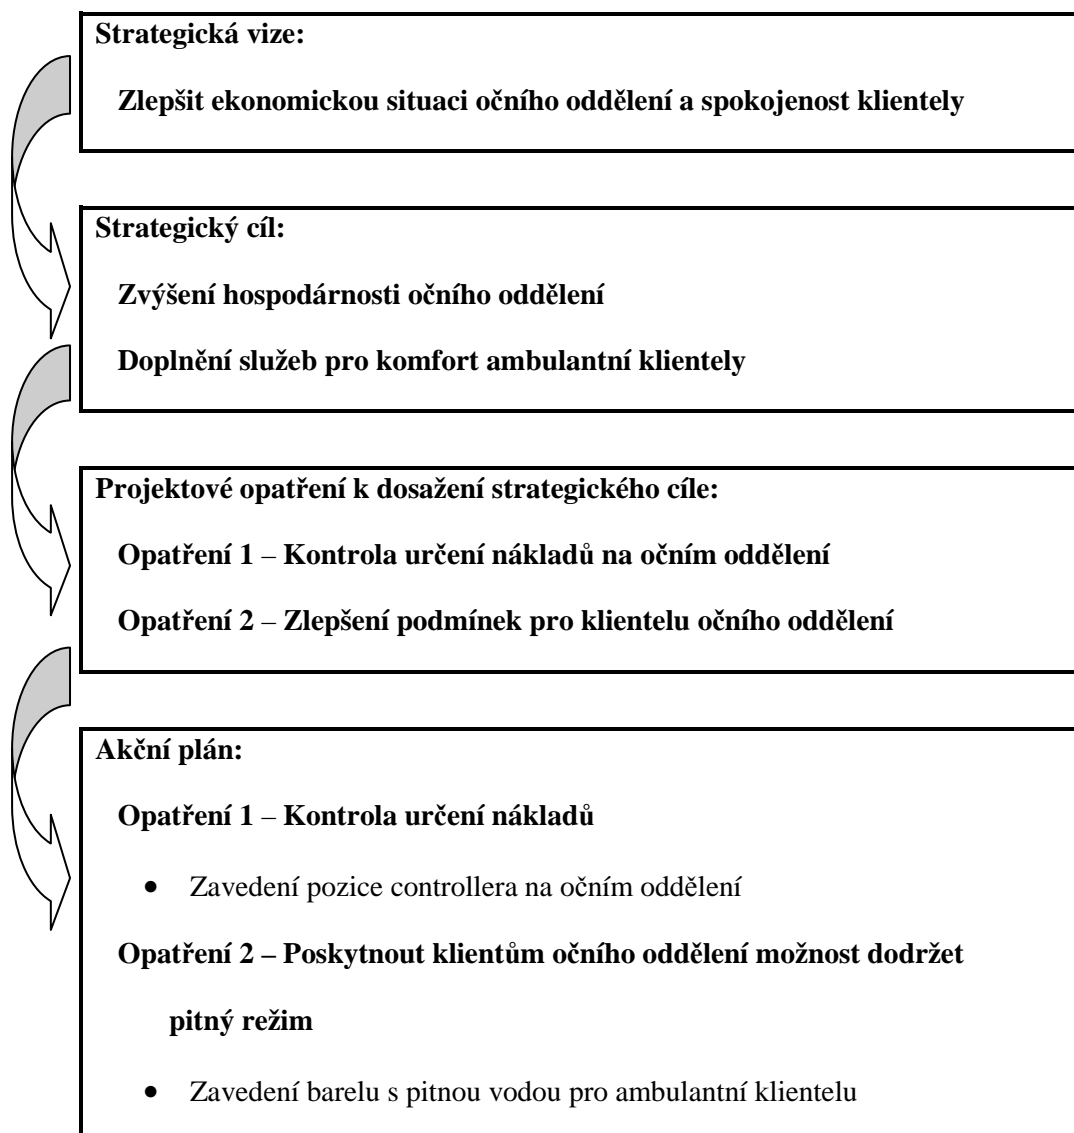 Strategická vize:
Zlepšit ekonomickou situaci očního oddělení a spokojenost klientely
Strategický cíl:
Zvýšení hospodárnosti očního oddělení
Doplnění služeb pro komfort ambulantní klientely
Projektové opatření k dosažení strategického cíle:
Opatření 1 – Kontrola určení nákladů na očním oddělení
Opatření 2 – Zlepšení podmínek pro klientelu očního oddělení
Akční plán:
Opatření 1 – Kontrola určení nákladů
• Zavedení pozice controllera na očním oddělení
Opatření 2 – Poskytnout klientům očního oddělení možnost dodržet
pitný režim
• Zavedení barelu s pitnou vodou pro ambulantní klientelu